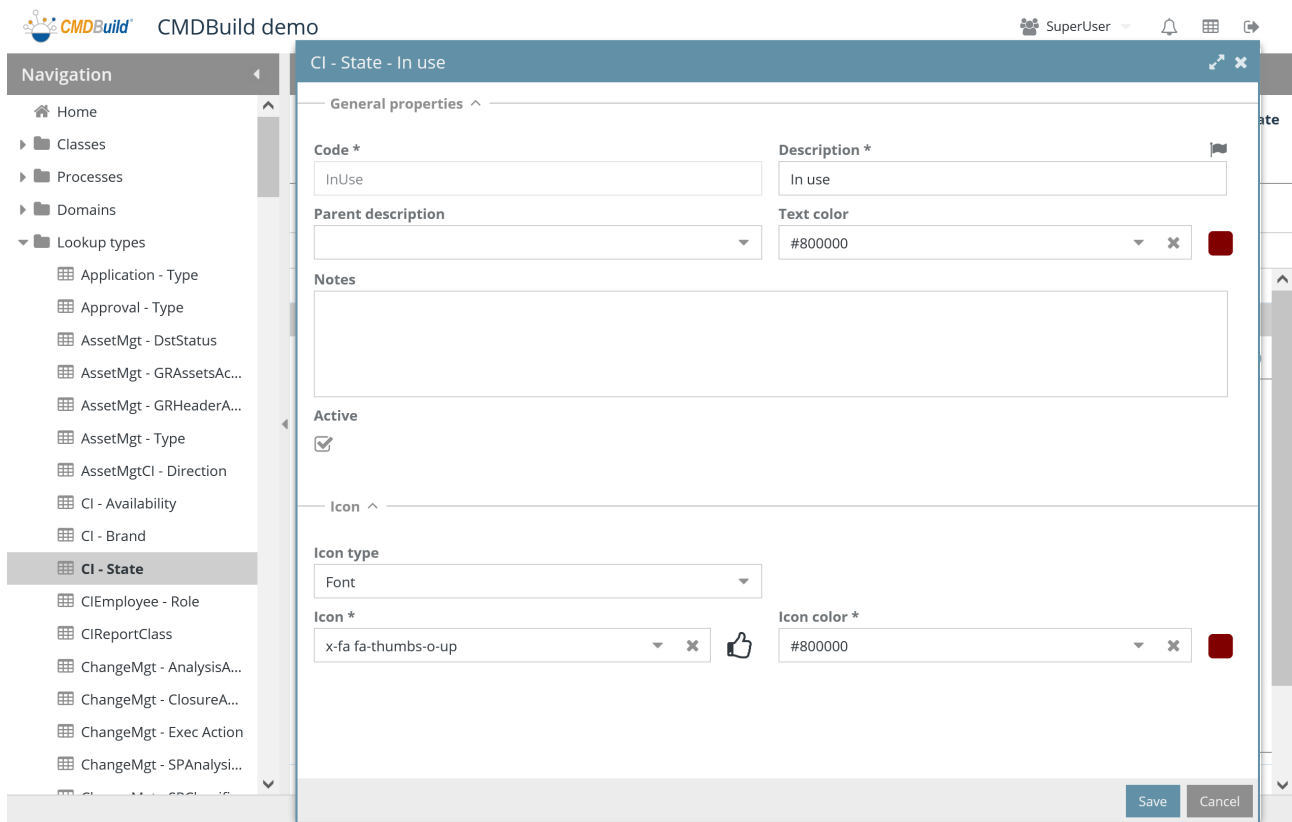 CMDBuild CMDBuild demo
SuperUser
Navigation
Home
Classes
Processes
Domains
Lookup types
Application - Type
Approval - Type
AssetMgt - DstStatus
AssetMgt - GRAssetsAc...
AssetMgt - GRHeaderA...
AssetMgt - Type
AssetMgtCI - Direction
CI - Availability
CI - Brand
CI - State
CIEmployee - Role
CIReportClass
ChangeMgt - AnalysisA...
ChangeMgt - ClosureA...
ChangeMgt - Exec Action
ChangeMgt - SPAnalysi...
CI - State - In use
General properties
Code *
InUse
Description *
In use
Parent description
Text color
#800000
Notes
Active
Icon
Icon type
Font
Icon *
x-fa fa-thumbs-o-up
Icon color *
#800000
Save
Cancel